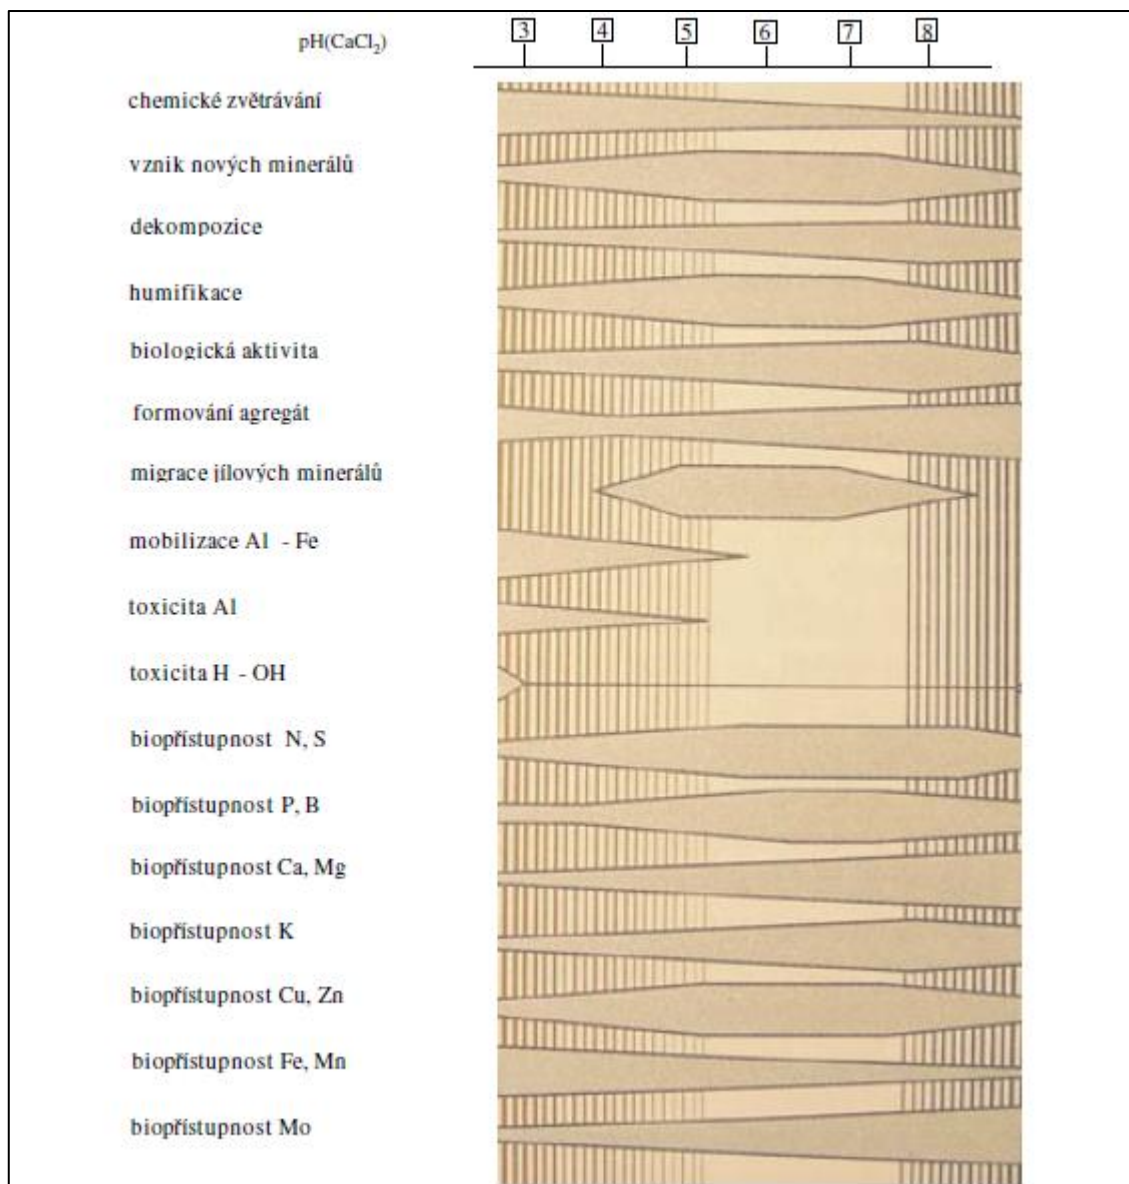 pH(CaCl₂) 3 4 5 6 7 8
chemické zvětrávání
vznik nových minerálů
dekompozice
humifikace
biologická aktivita
formování agregát
migrace jílových minerálů
mobilizace Al - Fe
toxicita Al
toxicita H - OH
biopřístupnost N, S
biopřístupnost P, B
biopřístupnost Ca, Mg
biopřístupnost K
biopřístupnost Cu, Zn
biopřístupnost Fe, Mn
biopřístupnost Mo